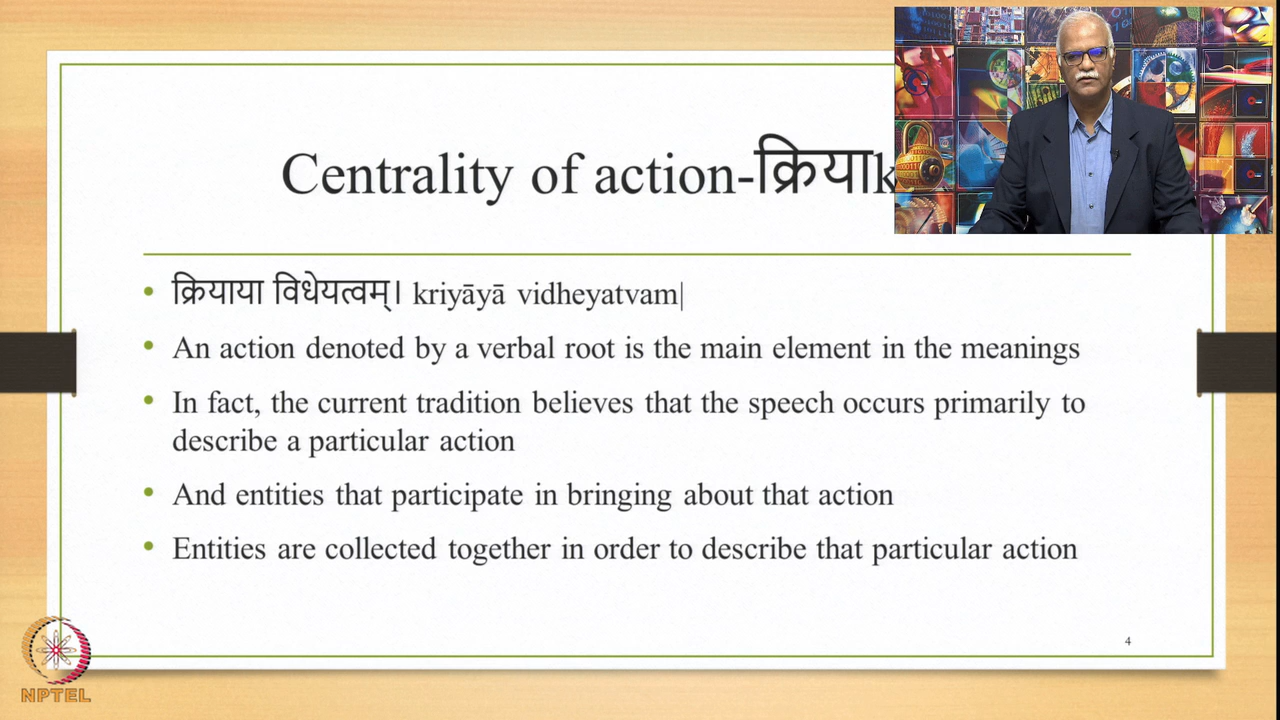 Centrality of action-क्रियाk
• क्रियाया विधेयत्वम्। kriyāyā vidheyatvam|
• An action denoted by a verbal root is the main element in the meanings
• In fact, the current tradition believes that the speech occurs primarily to
describe a particular action
• And entities that participate in bringing about that action
• Entities are collected together in order to describe that particular action
4
NPTEL